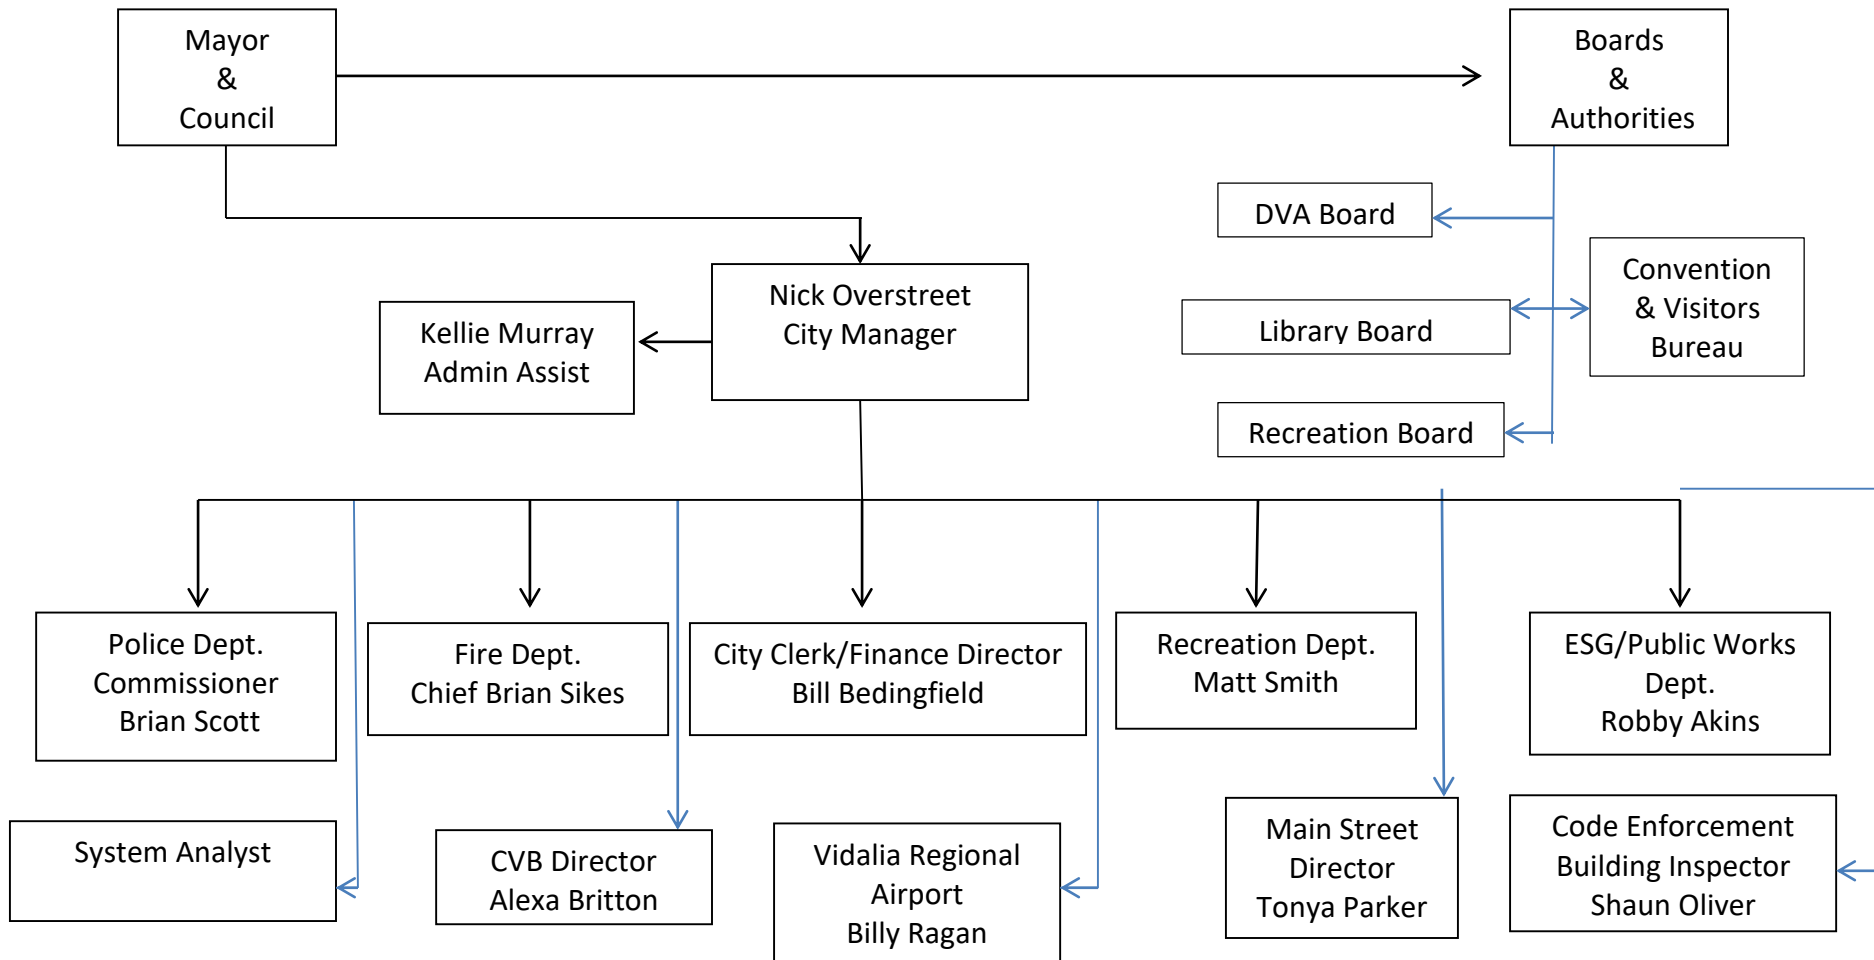 Mayor
&
Council
Boards
&
Authorities
DVA Board
Convention
& Visitors
Bureau
Nick Overstreet
City Manager
Kellie Murray
Admin Assist
Library Board
Recreation Board
Police Dept.
Commissioner
Brian Scott
Fire Dept.
Chief Brian Sikes
City Clerk/Finance Director
Bill Bedingfield
Recreation Dept.
Matt Smith
ESG/Public Works
Dept.
Robby Akins
System Analyst
CVB Director
Alexa Britton
Vidalia Regional
Airport
Billy Ragan
Main Street
Director
Tonya Parker
Code Enforcement
Building Inspector
Shaun Oliver